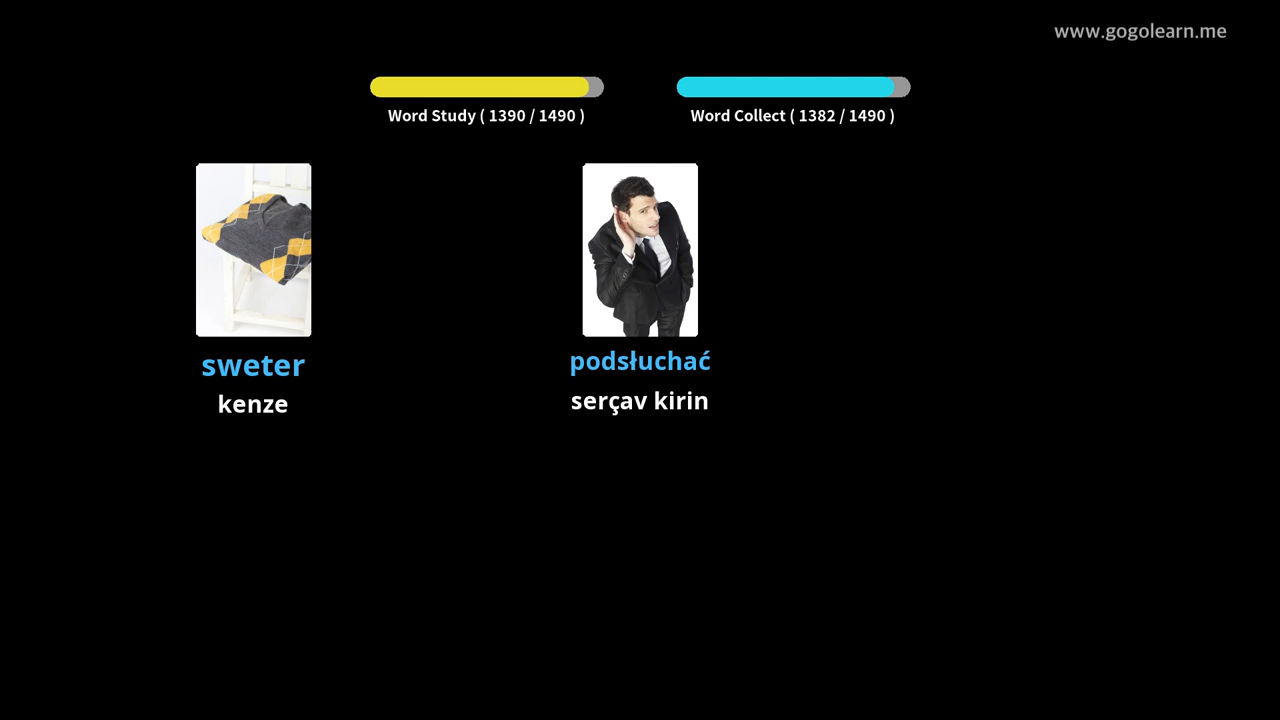 www.gogolearn.me
Word Study ( 1390 / 1490 )
Word Collect ( 1382 / 1490 )
sweter
kenze
podsłuchać
serçav kirin